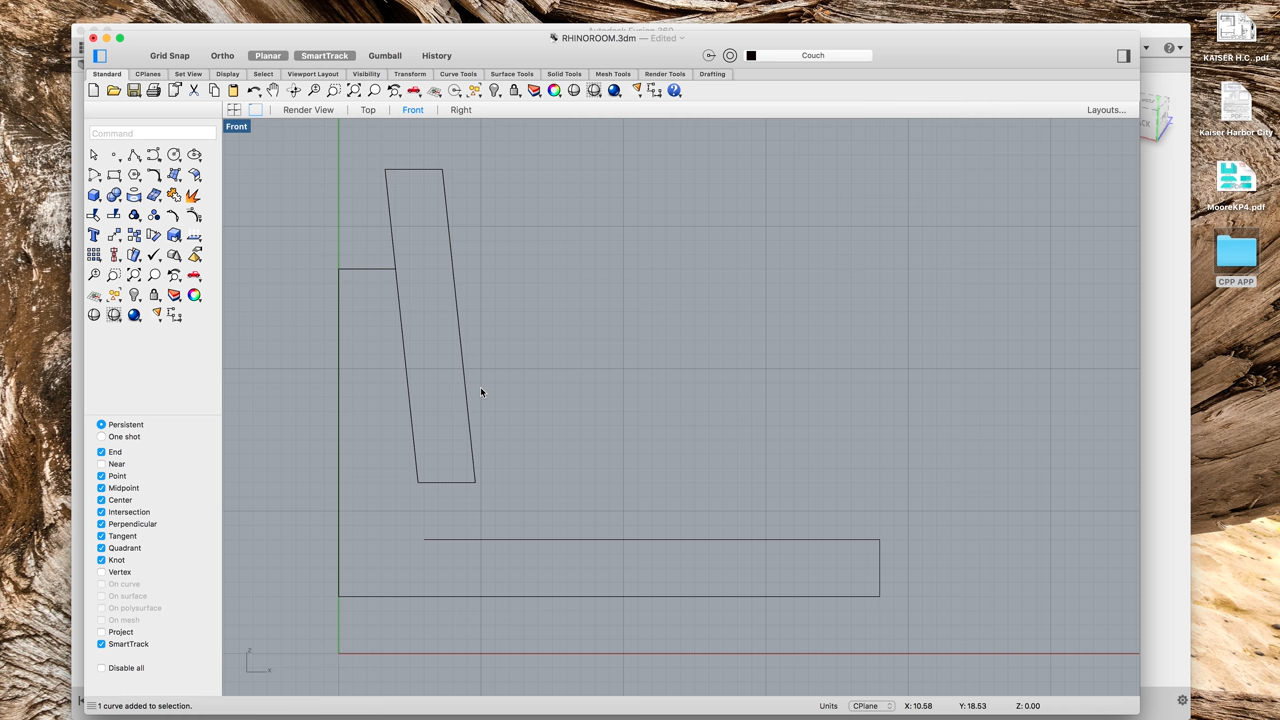 RHINOROOM.3dm — Edited
Grid Snap Ortho Planar SmartTrack Gumball History Couch
Standard CPlanes Set View Display Select Viewport Layout Visibility Transform Curve Tools Surface Tools Solid Tools Mesh Tools Render Tools Drafting
Render View Top Front Right Layouts...
Front
Command
Persistent
One shot
End
Near
Point
Midpoint
Center
Intersection
Perpendicular
Tangent
Quadrant
Knot
Vertex
On curve
On surface
On polysurface
On mesh
Project
SmartTrack
Disable all
z
x
1 curve added to selection.
Units CPlane X: 10.58 Y: 18.53 Z: 0.00
KAISER H.C..pdf
Kaiser Harbor City
MooreKP4.pdf
CPP APP
Z